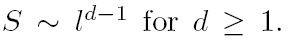 S ∼ l^{d−1} for d ≥ 1.